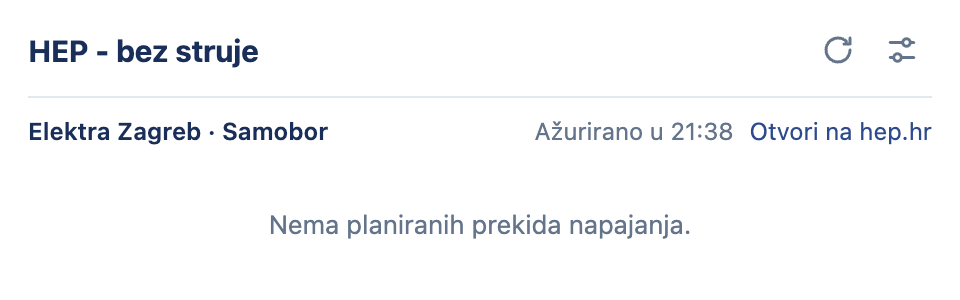 HEP - bez struje
Elektra Zagreb · Samobor Ažurirano u 21:38 Otvori na hep.hr
Nema planiranih prekida napajanja.